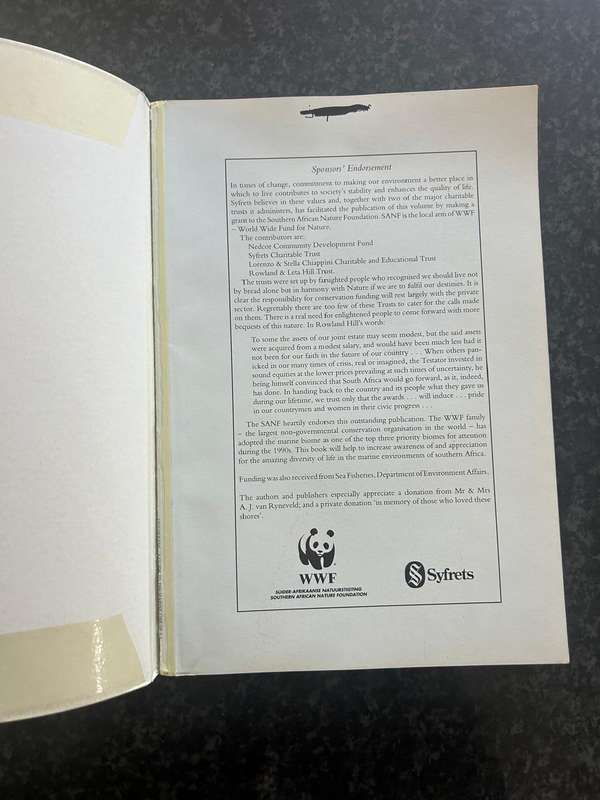 Sponsors' Endorsement
In times of change, commitment to making our environment a better place in
which to live contributes to society's stability and enhances the quality of life.
Syfrets believes in these values and, together with two of the major charitable
trusts it administers, has facilitated the publication of this volume by making a
grant to the Southern African Nature Foundation. SANF is the local arm of WWF
– World Wide Fund for Nature.
The contributors are:
Nedcor Community Development Fund
Syfrets Charitable Trust
Lorenzo & Stella Chiappini Charitable and Educational Trust
Rowland & Leta Hill Trust.
The trusts were set up by farsighted people who recognised we should live not
by bread alone but in harmony with Nature if we are to fulfil our destinies. It is
clear the responsibility for conservation funding will rest largely with the private
sector. Regrettably there are too few of these Trusts to cater for the calls made
on them. There is a real need for enlightened people to come forward with more
bequests of this nature. In Rowland Hill's words:
To some the assets of our joint estate may seem modest, but the said assets
were acquired from a modest salary, and would have been much less had it
not been for our faith in the future of our country . . . When others pan-
icked in our many times of crisis, real or imagined, the Testator invested in
sound equities at the lower prices prevailing at such times of uncertainty, he
being himself convinced that South Africa would go forward, as it, indeed,
has done. In handing back to the country and its people what they gave us
during our lifetime, we trust only that the awards . . . will induce . . . pride
in our countrymen and women in their civic progress . . .
The SANF heartily endorses this outstanding publication. The WWF family
– the largest non-governmental conservation organisation in the world – has
adopted the marine biome as one of the top three priority biomes for attention
during the 1990s. This book will help to increase awareness of and appreciation
for the amazing diversity of life in the marine environments of southern Africa.
Funding was also received from Sea Fisheries, Department of Environment Affairs.
The authors and publishers especially appreciate a donation from Mr & Mrs
A. J. van Ryneveld; and a private donation 'in memory of those who loved these
shores'.
WWF
SUIDER-AFRIKAANSE NATUURSTIGTING
SOUTHERN AFRICAN NATURE FOUNDATION
Syfrets